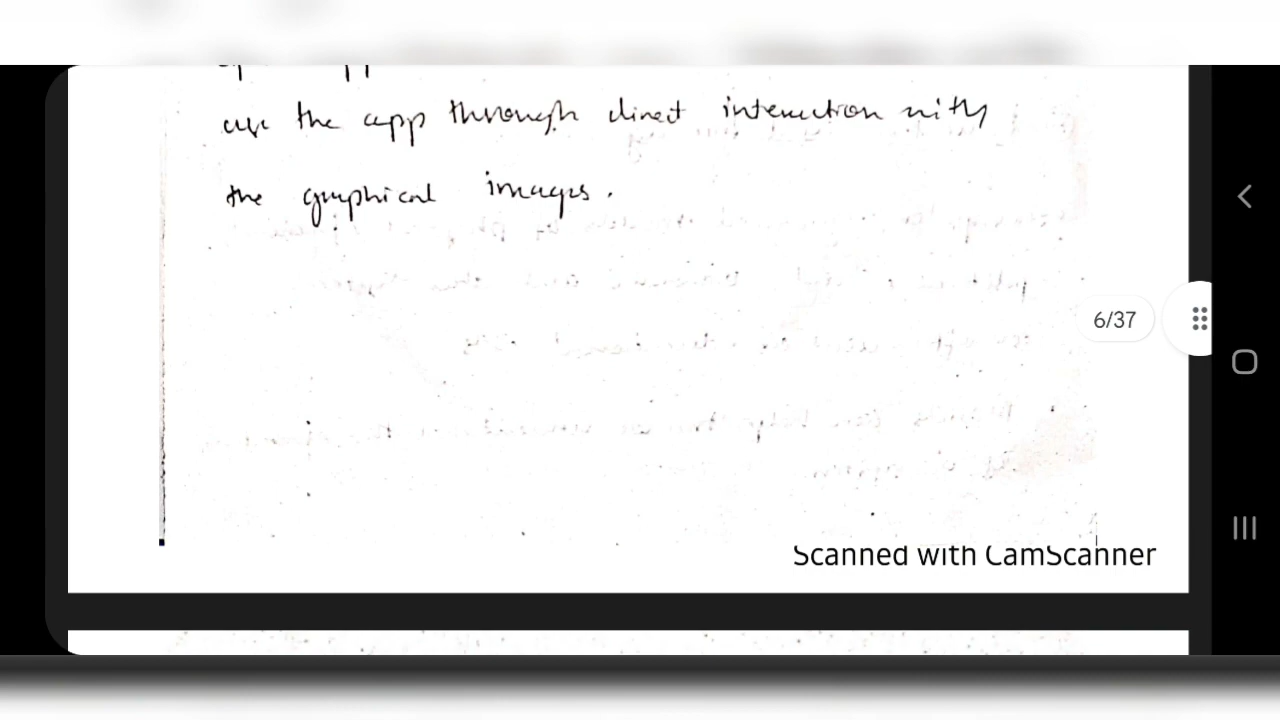 use the app through direct interaction with
the graphical images.
6/37
Scanned with CamScanner